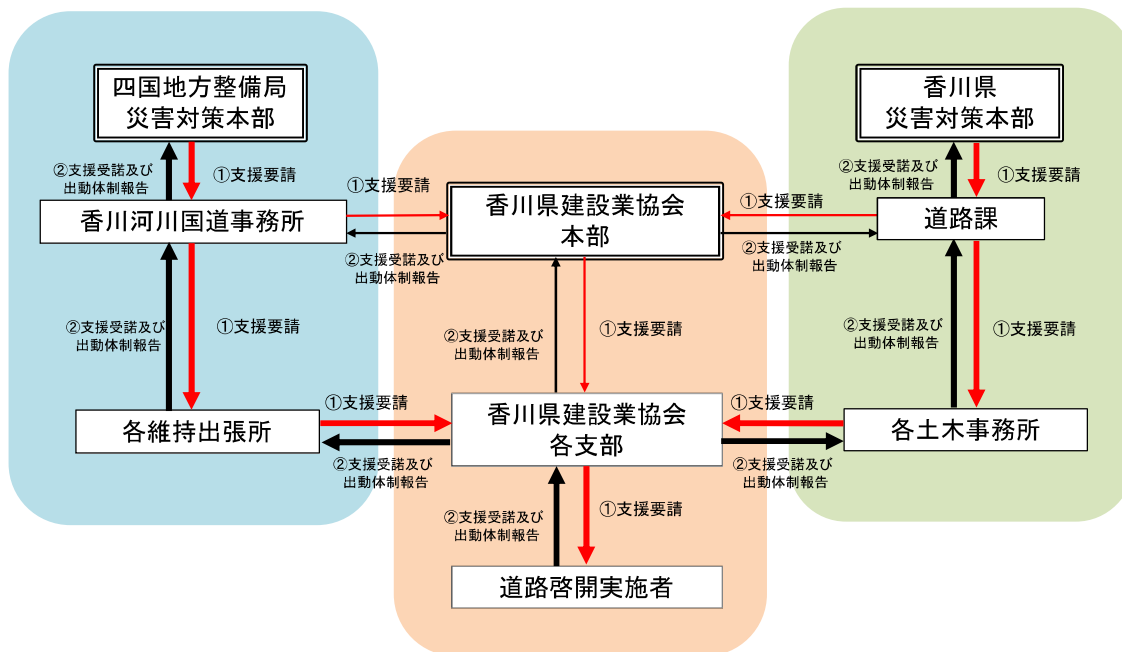 四国地方整備局
災害対策本部
香川県
災害対策本部
②支援受諾及び
出動体制報告
①支援要請
②支援受諾及び
出動体制報告
①支援要請
①支援要請
①支援要請
香川河川国道事務所
香川県建設業協会
本部
道路課
②支援受諾及び
出動体制報告
②支援受諾及び
出動体制報告
②支援受諾及び
出動体制報告
①支援要請
②支援受諾及び
出動体制報告
①支援要請
②支援受諾及び
出動体制報告
①支援要請
①支援要請
①支援要請
各維持出張所
香川県建設業協会
各支部
各土木事務所
②支援受諾及び
出動体制報告
②支援受諾及び
出動体制報告
②支援受諾及び
出動体制報告
①支援要請
道路啓開実施者